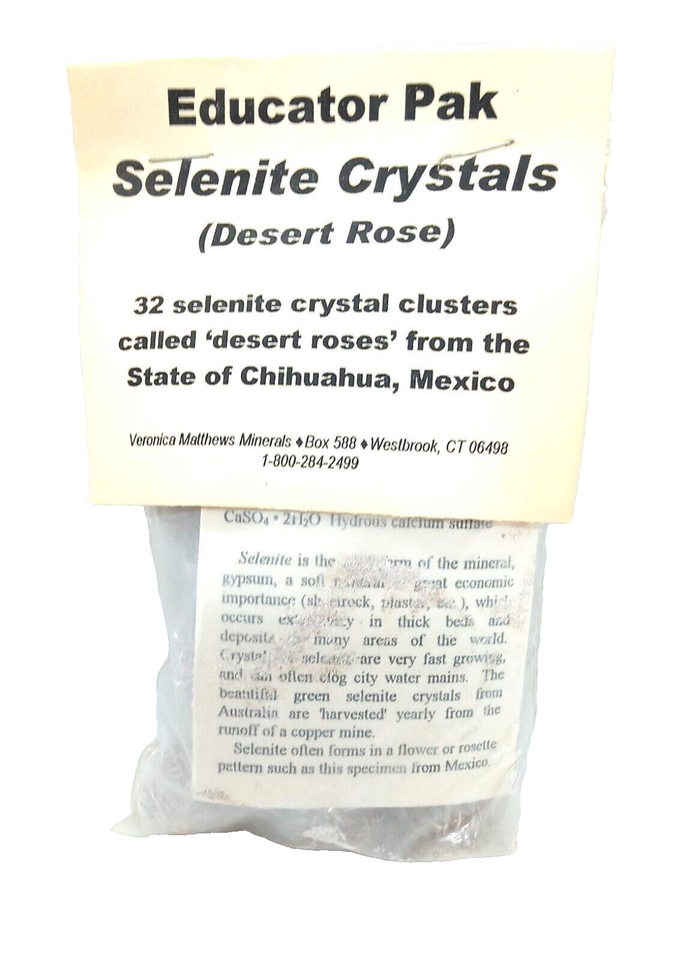 Educator Pak
Selenite Crystals
(Desert Rose)
32 selenite crystal clusters
called ‘desert roses’ from the
State of Chihuahua, Mexico
Veronica Matthews Minerals ♦ Box 588 ♦ Westbrook, CT 06498
1-800-284-2499
CaSO₄ • 2H₂O Hydrous calcium sulfate
Selenite is the of the mineral,
gypsum, a soft great economic
importance
occurs in thick beds and
many areas of the world.
are very fast growing,
and can often clog city water mains. The
beautiful green selenite crystals from
Australia are 'harvested' yearly from the
runoff of a copper mine.
Selenite often forms in a flower or rosette
pattern such as this specimen from Mexico.